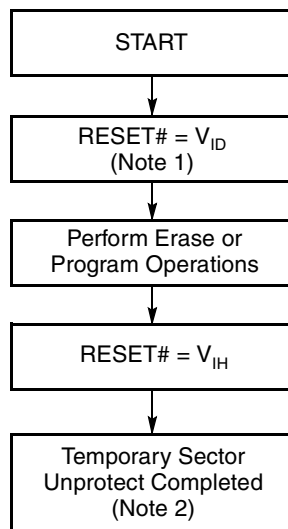 START
RESET# = VID
(Note 1)
Perform Erase or
Program Operations
RESET# = VIH
Temporary Sector
Unprotect Completed
(Note 2)